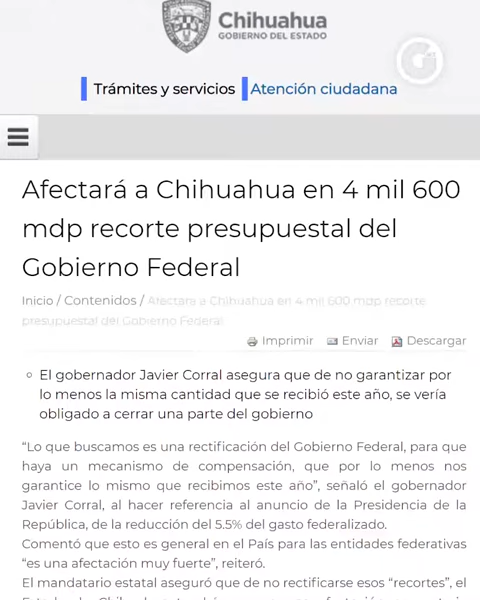 Chihuahua
GOBIERNO DEL ESTADO
Trámites y servicios Atención ciudadana
Afectará a Chihuahua en 4 mil 600
mdp recorte presupuestal del
Gobierno Federal
Inicio / Contenidos / Afectará a Chihuahua en 4 mil 600 mdp recorte
presupuestal del Gobierno Federal
Imprimir Enviar Descargar
El gobernador Javier Corral asegura que de no garantizar por
lo menos la misma cantidad que se recibió este año, se vería
obligado a cerrar una parte del gobierno
“Lo que buscamos es una rectificación del Gobierno Federal, para que
haya un mecanismo de compensación, que por lo menos nos
garantice lo mismo que recibimos este año”, señaló el gobernador
Javier Corral, al hacer referencia al anuncio de la Presidencia de la
República, de la reducción del 5.5% del gasto federalizado.
Comentó que esto es general en el País para las entidades federativas
“es una afectación muy fuerte”, reiteró.
El mandatario estatal aseguró que de no rectificarse esos “recortes”, el